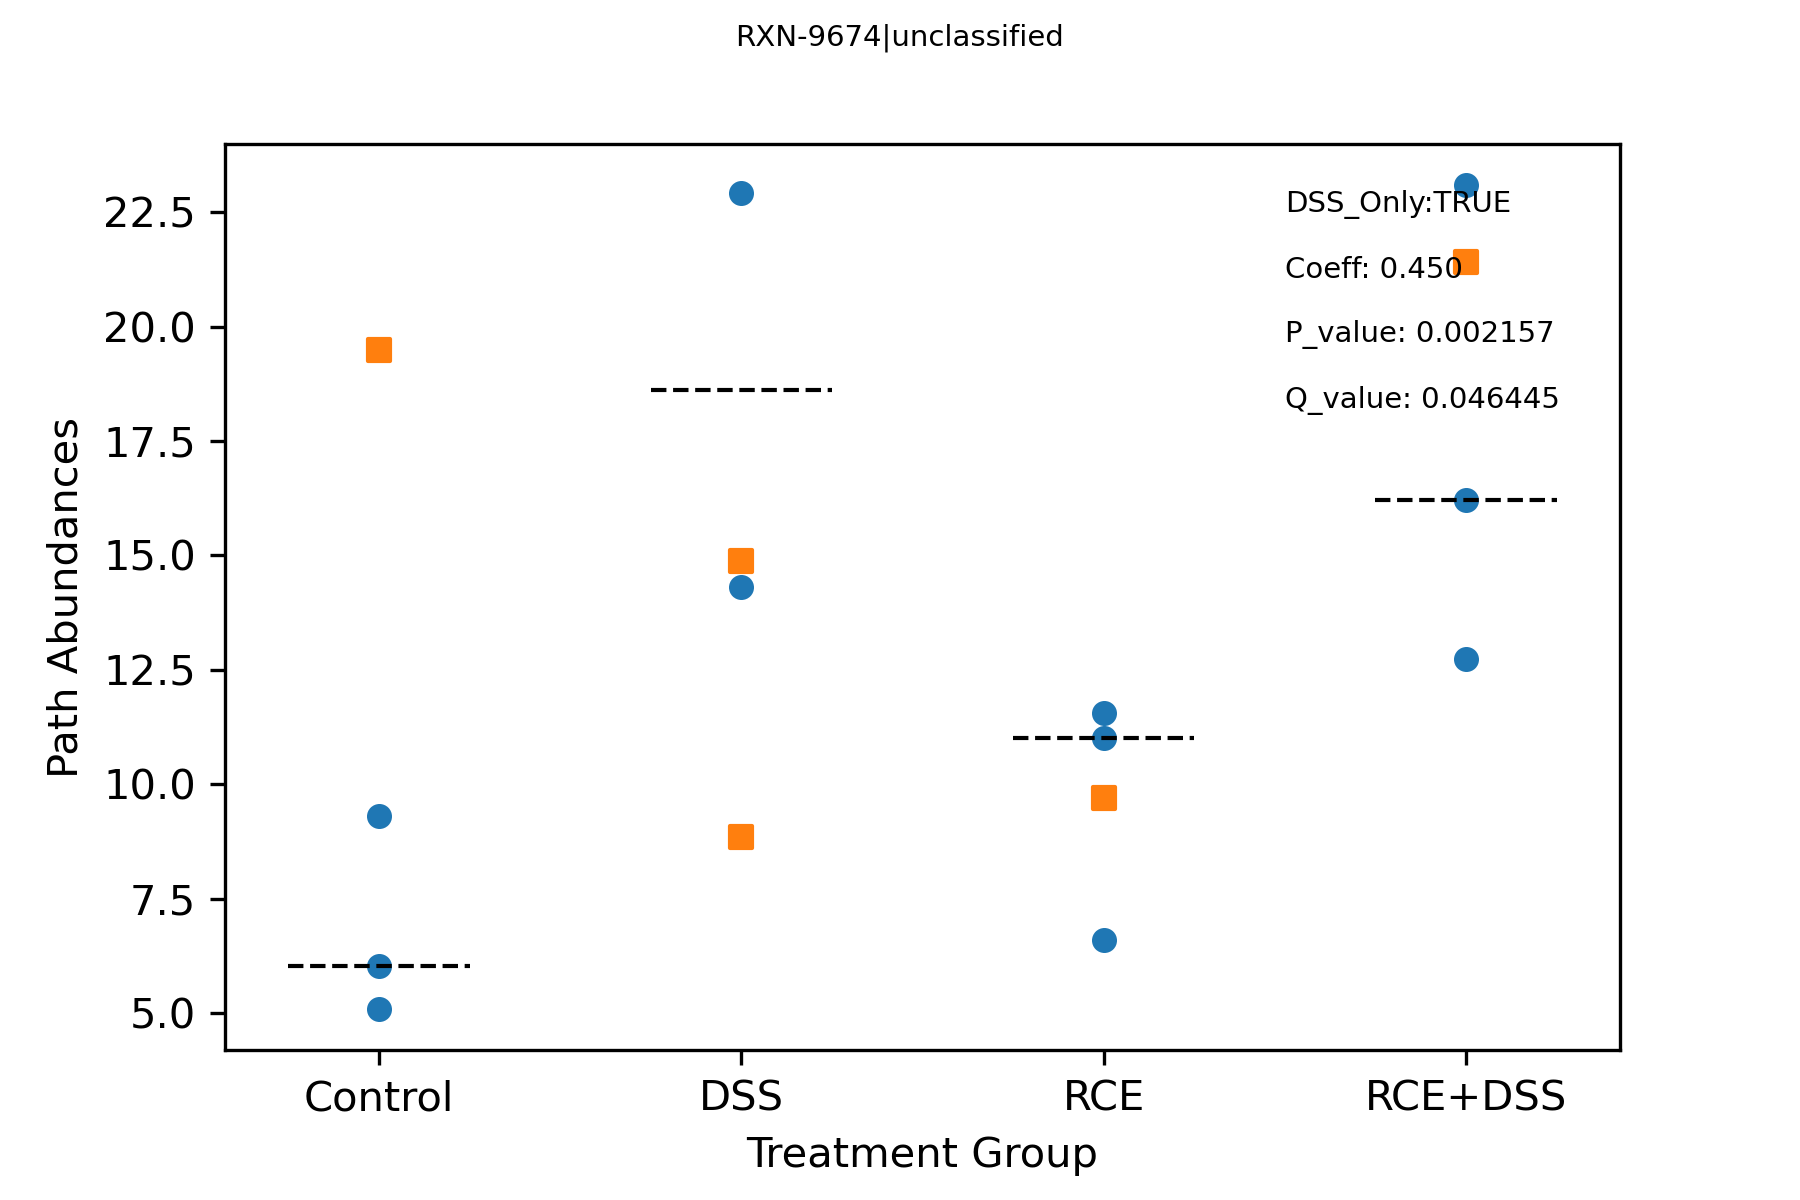 RXN-9674|unclassified
22.5
20.0
17.5
15.0
12.5
10.0
7.5
5.0
Path Abundances
DSS_Only:TRUE
Coeff: 0.450
P_value: 0.002157
Q_value: 0.046445
Control
DSS
RCE
RCE+DSS
Treatment Group